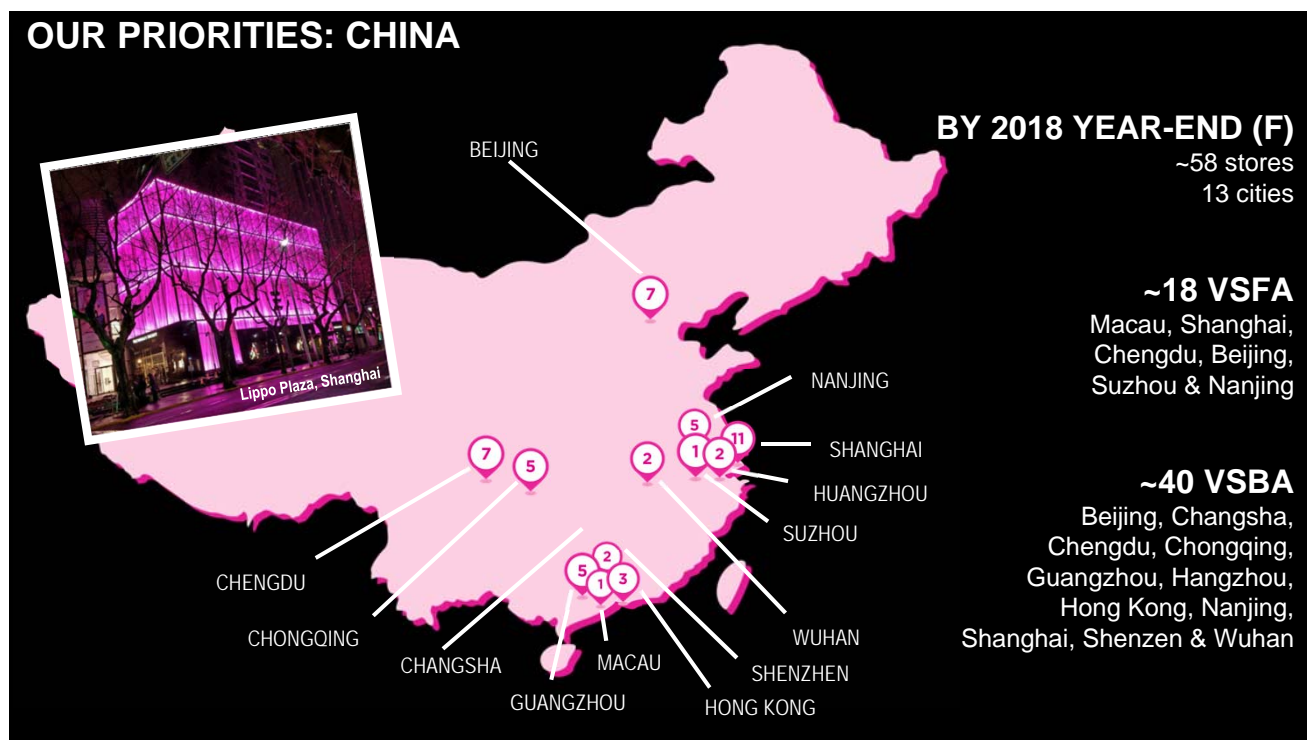 OUR PRIORITIES: CHINA
BEIJING
7
Lippo Plaza, Shanghai
NANJING
5
11
SHANGHAI
1
2
HUANGZHOU
SUZHOU
2
7
5
CHENGDU
CHONGQING
CHANGSHA
2
5
1
3
GUANGZHOU
MACAU
WUHAN
SHENZHEN
HONG KONG
BY 2018 YEAR-END (F)
~58 stores
13 cities
~18 VSFA
Macau, Shanghai,
Chengdu, Beijing,
Suzhou & Nanjing
~40 VSBA
Beijing, Changsha,
Chengdu, Chongqing,
Guangzhou, Hangzhou,
Hong Kong, Nanjing,
Shanghai, Shenzen & Wuhan